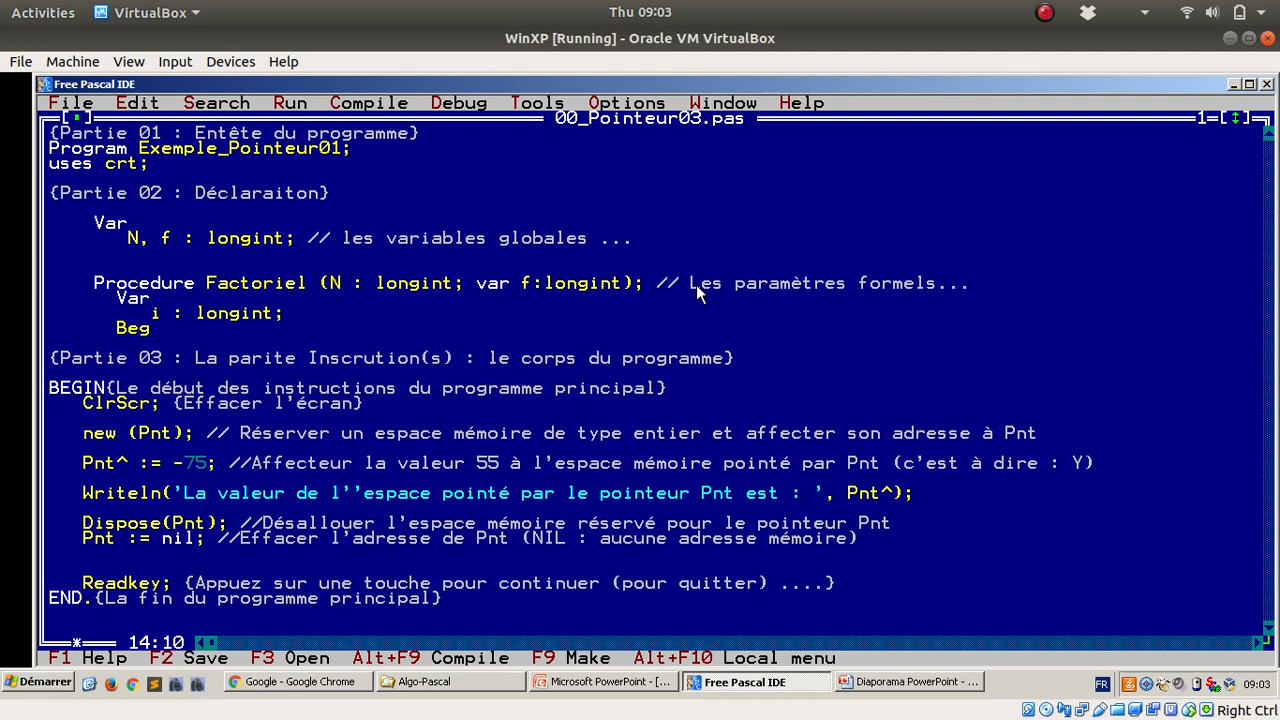 Activities VirtualBox Thu 09:03
WinXP [Running] - Oracle VM VirtualBox
File Machine View Input Devices Help
Free Pascal IDE
File Edit Search Run Compile Debug Tools Options Window Help
00_Pointeur03.pas 1
{Partie 01 : Entête du programme}
Program Exemple_Pointeur01;
uses crt;
{Partie 02 : Déclaraiton}
Var
N, f : longint; // les variables globales ...
Procedure Factoriel (N : longint; var f:longint); // Les paramètres formels...
Var
i : longint;
Beg
{Partie 03 : La parite Inscrution(s) : le corps du programme}
BEGIN{Le début des instructions du programme principal}
ClrScr; {Effacer l'écran}
new (Pnt); // Réserver un espace mémoire de type entier et affecter son adresse à Pnt
Pnt^ := -75; //Affecteur la valeur 55 à l'espace mémoire pointé par Pnt (c'est à dire : Y)
Writeln('La valeur de l''espace pointé par le pointeur Pnt est : ', Pnt^);
Dispose(Pnt); //Désallouer l'espace mémoire réservé pour le pointeur Pnt
Pnt := nil; //Effacer l'adresse de Pnt (NIL : aucune adresse mémoire)
Readkey; {Appuez sur une touche pour continuer (pour quitter) ....}
END.{La fin du programme principal}
14:10
F1 Help F2 Save F3 Open Alt+F9 Compile F9 Make Alt+F10 Local menu
Démarrer Google - Google Chrome Algo-Pascal Microsoft PowerPoint - [... Free Pascal IDE Diaporama PowerPoint - ... FR 09:03
Right Ctrl